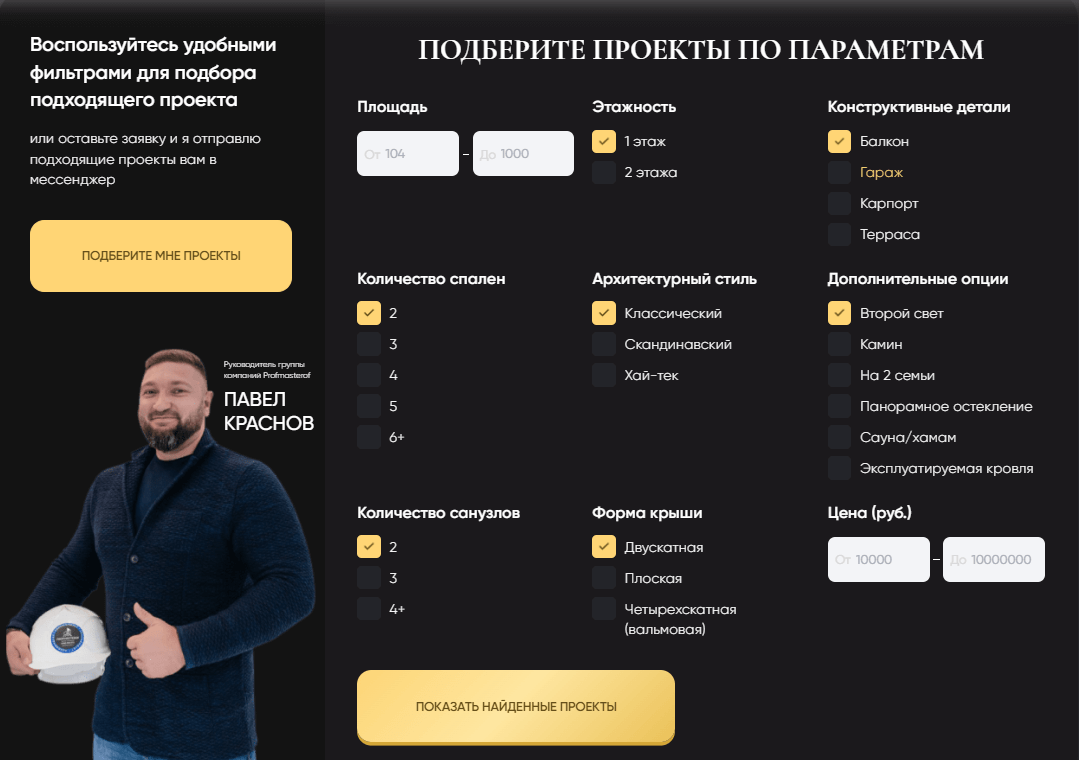 Воспользуйтесь удобными
фильтрами для подбора
подходящего проекта
или оставьте заявку и я отправлю
подходящие проекты вам в
мессенджер
ПОДБЕРИТЕ МНЕ ПРОЕКТЫ
Руководитель группы
компаний Profmasterof
ПАВЕЛ
КРАСНОВ
ПОДБЕРИТЕ ПРОЕКТЫ ПО ПАРАМЕТРАМ
Площадь
От 104 – До 1000
Этажность
1 этаж
2 этажа
Конструктивные детали
Балкон
Гараж
Карпорт
Терраса
Количество спален
2
3
4
5
6+
Архитектурный стиль
Классический
Скандинавский
Хай-тек
Дополнительные опции
Второй свет
Камин
На 2 семьи
Панорамное остекление
Сауна/хамам
Эксплуатируемая кровля
Количество санузлов
2
3
4+
Форма крыши
Двускатная
Плоская
Четырехскатная
(вальмовая)
Цена (руб.)
От 10000 – До 10000000
ПОКАЗАТЬ НАЙДЕННЫЕ ПРОЕКТЫ